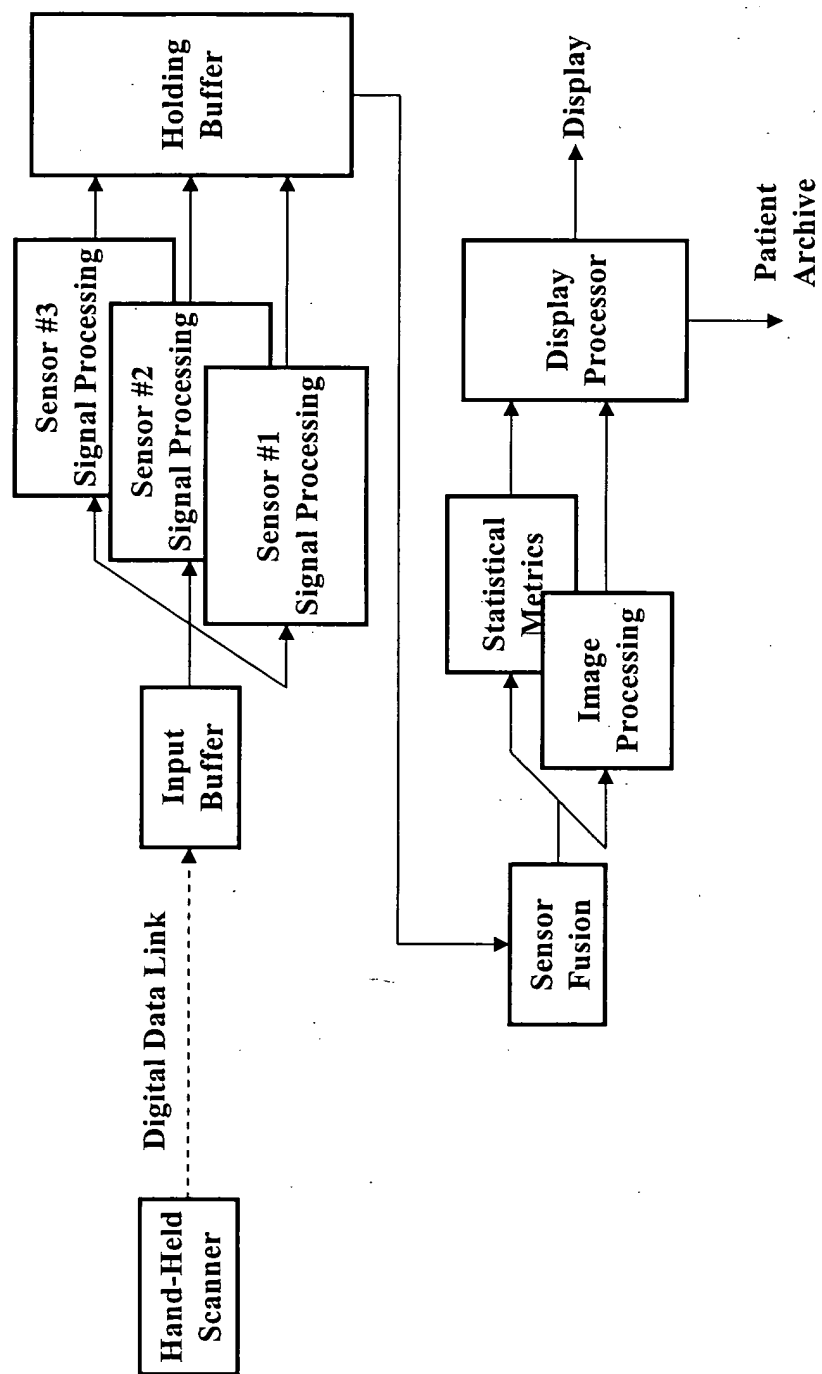 Hand-Held
Scanner
Digital Data Link
Input
Buffer
Sensor #3
Signal Processing
Sensor #2
Signal Processing
Sensor #1
Signal Processing
Holding
Buffer
Sensor
Fusion
Statistical
Metrics
Image
Processing
Display
Processor
Display
Patient
Archive